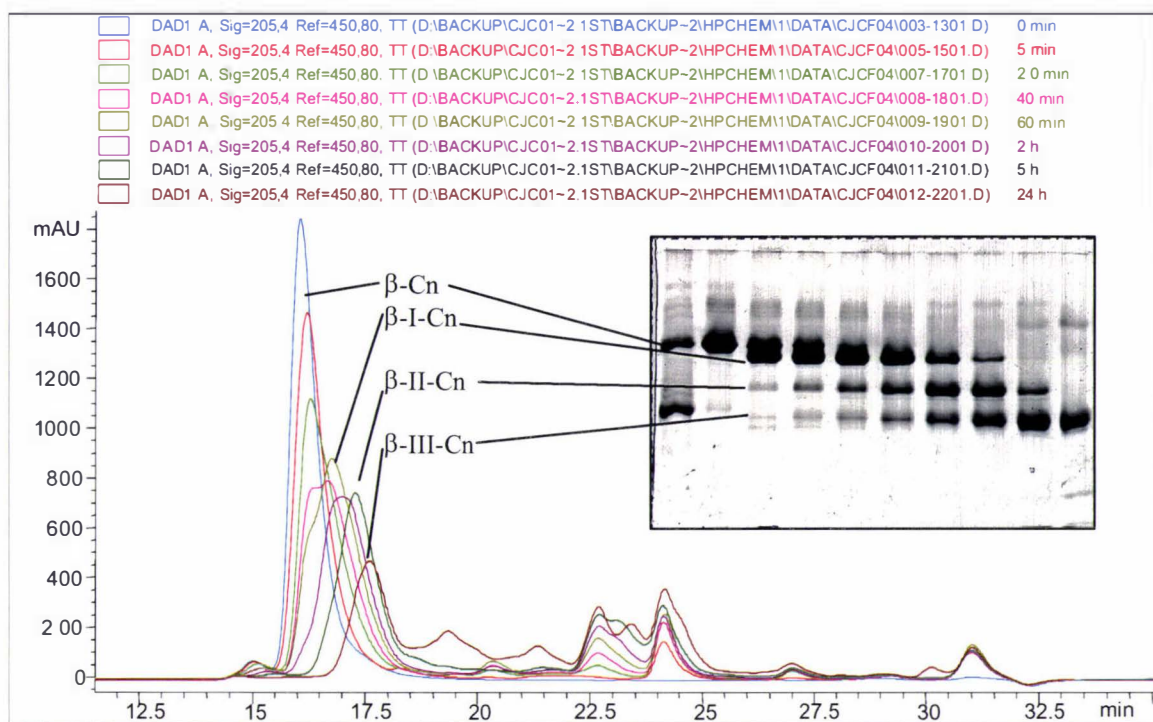 DAD1 A, Sig=205,4 Ref=450,80, TT (D:\BACKUP\CJC01~2.1ST\BACKUP~2\HPCHEM\1\DATA\CJCF04\003-1301.D) 0 min
DAD1 A, Sig=205,4 Ref=450,80, TT (D:\BACKUP\CJC01~2.1ST\BACKUP~2\HPCHEM\1\DATA\CJCF04\005-1501.D) 5 min
DAD1 A, Sig=205,4 Ref=450,80, TT (D:\BACKUP\CJC01~2.1ST\BACKUP~2\HPCHEM\1\DATA\CJCF04\007-1701.D) 20 min
DAD1 A, Sig=205,4 Ref=450,80, TT (D:\BACKUP\CJC01~2.1ST\BACKUP~2\HPCHEM\1\DATA\CJCF04\008-1801.D) 40 min
DAD1 A, Sig=205,4 Ref=450,80, TT (D:\BACKUP\CJC01~2.1ST\BACKUP~2\HPCHEM\1\DATA\CJCF04\009-1901.D) 60 min
DAD1 A, Sig=205,4 Ref=450,80, TT (D:\BACKUP\CJC01~2.1ST\BACKUP~2\HPCHEM\1\DATA\CJCF04\010-2001.D) 2 h
DAD1 A, Sig=205,4 Ref=450,80, TT (D:\BACKUP\CJC01~2.1ST\BACKUP~2\HPCHEM\1\DATA\CJCF04\011-2101.D) 5 h
DAD1 A, Sig=205,4 Ref=450,80, TT (D:\BACKUP\CJC01~2.1ST\BACKUP~2\HPCHEM\1\DATA\CJCF04\012-2201.D) 24 h
mAU
1600
1400
1200
1000
800
600
400
200
0
β-Cn
β-I-Cn
β-II-Cn
β-III-Cn
12.5 15 17.5 20 22.5 25 27.5 30 32.5 min